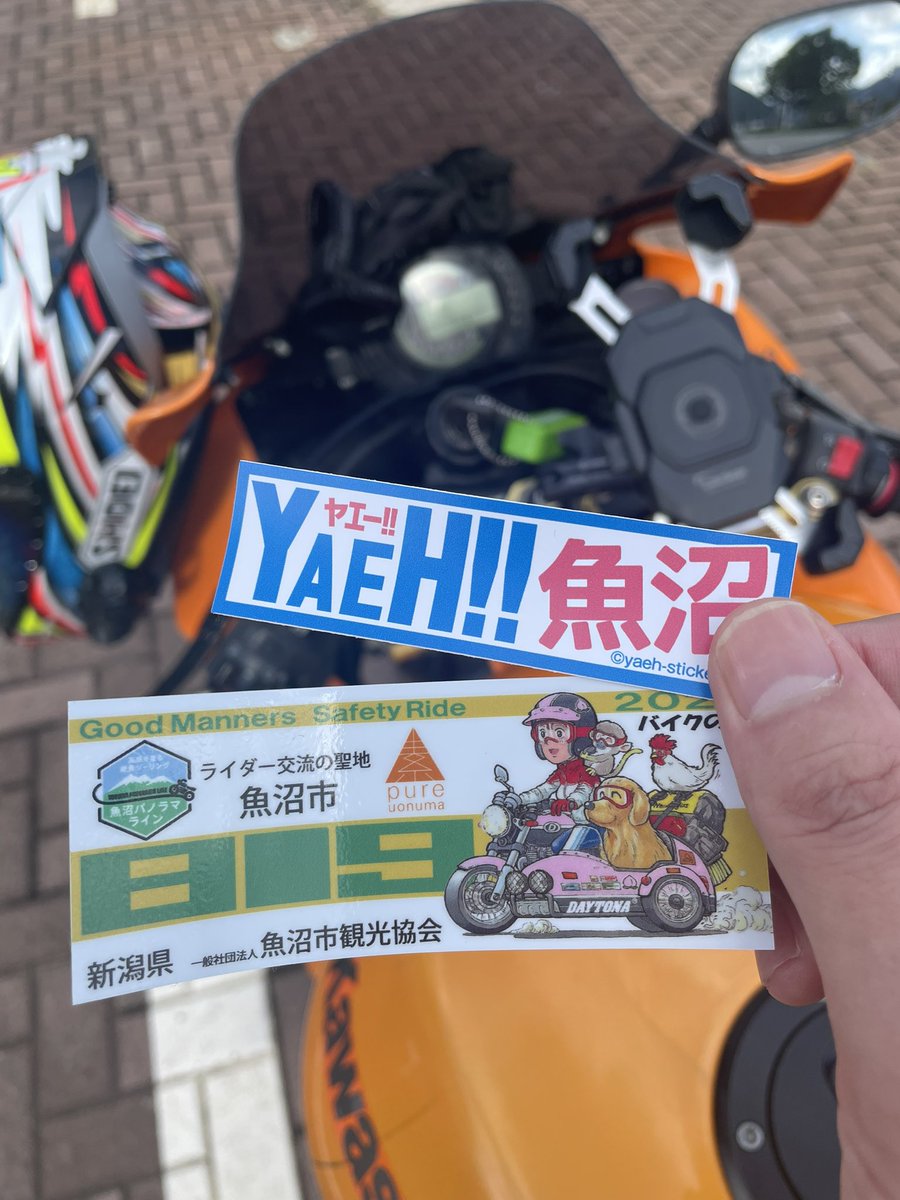 ヤエー!!
YAEH!! 魚沼
©yaeh-sticke
Good Manners Safety Ride
202
バイクの
ライダー交流の聖地
魚沼市
pure
uonuma
魚沼パノラマ
ライン
819
DAYTONA
新潟県 一般社団法人 魚沼市観光協会
SHOEI
Kawas